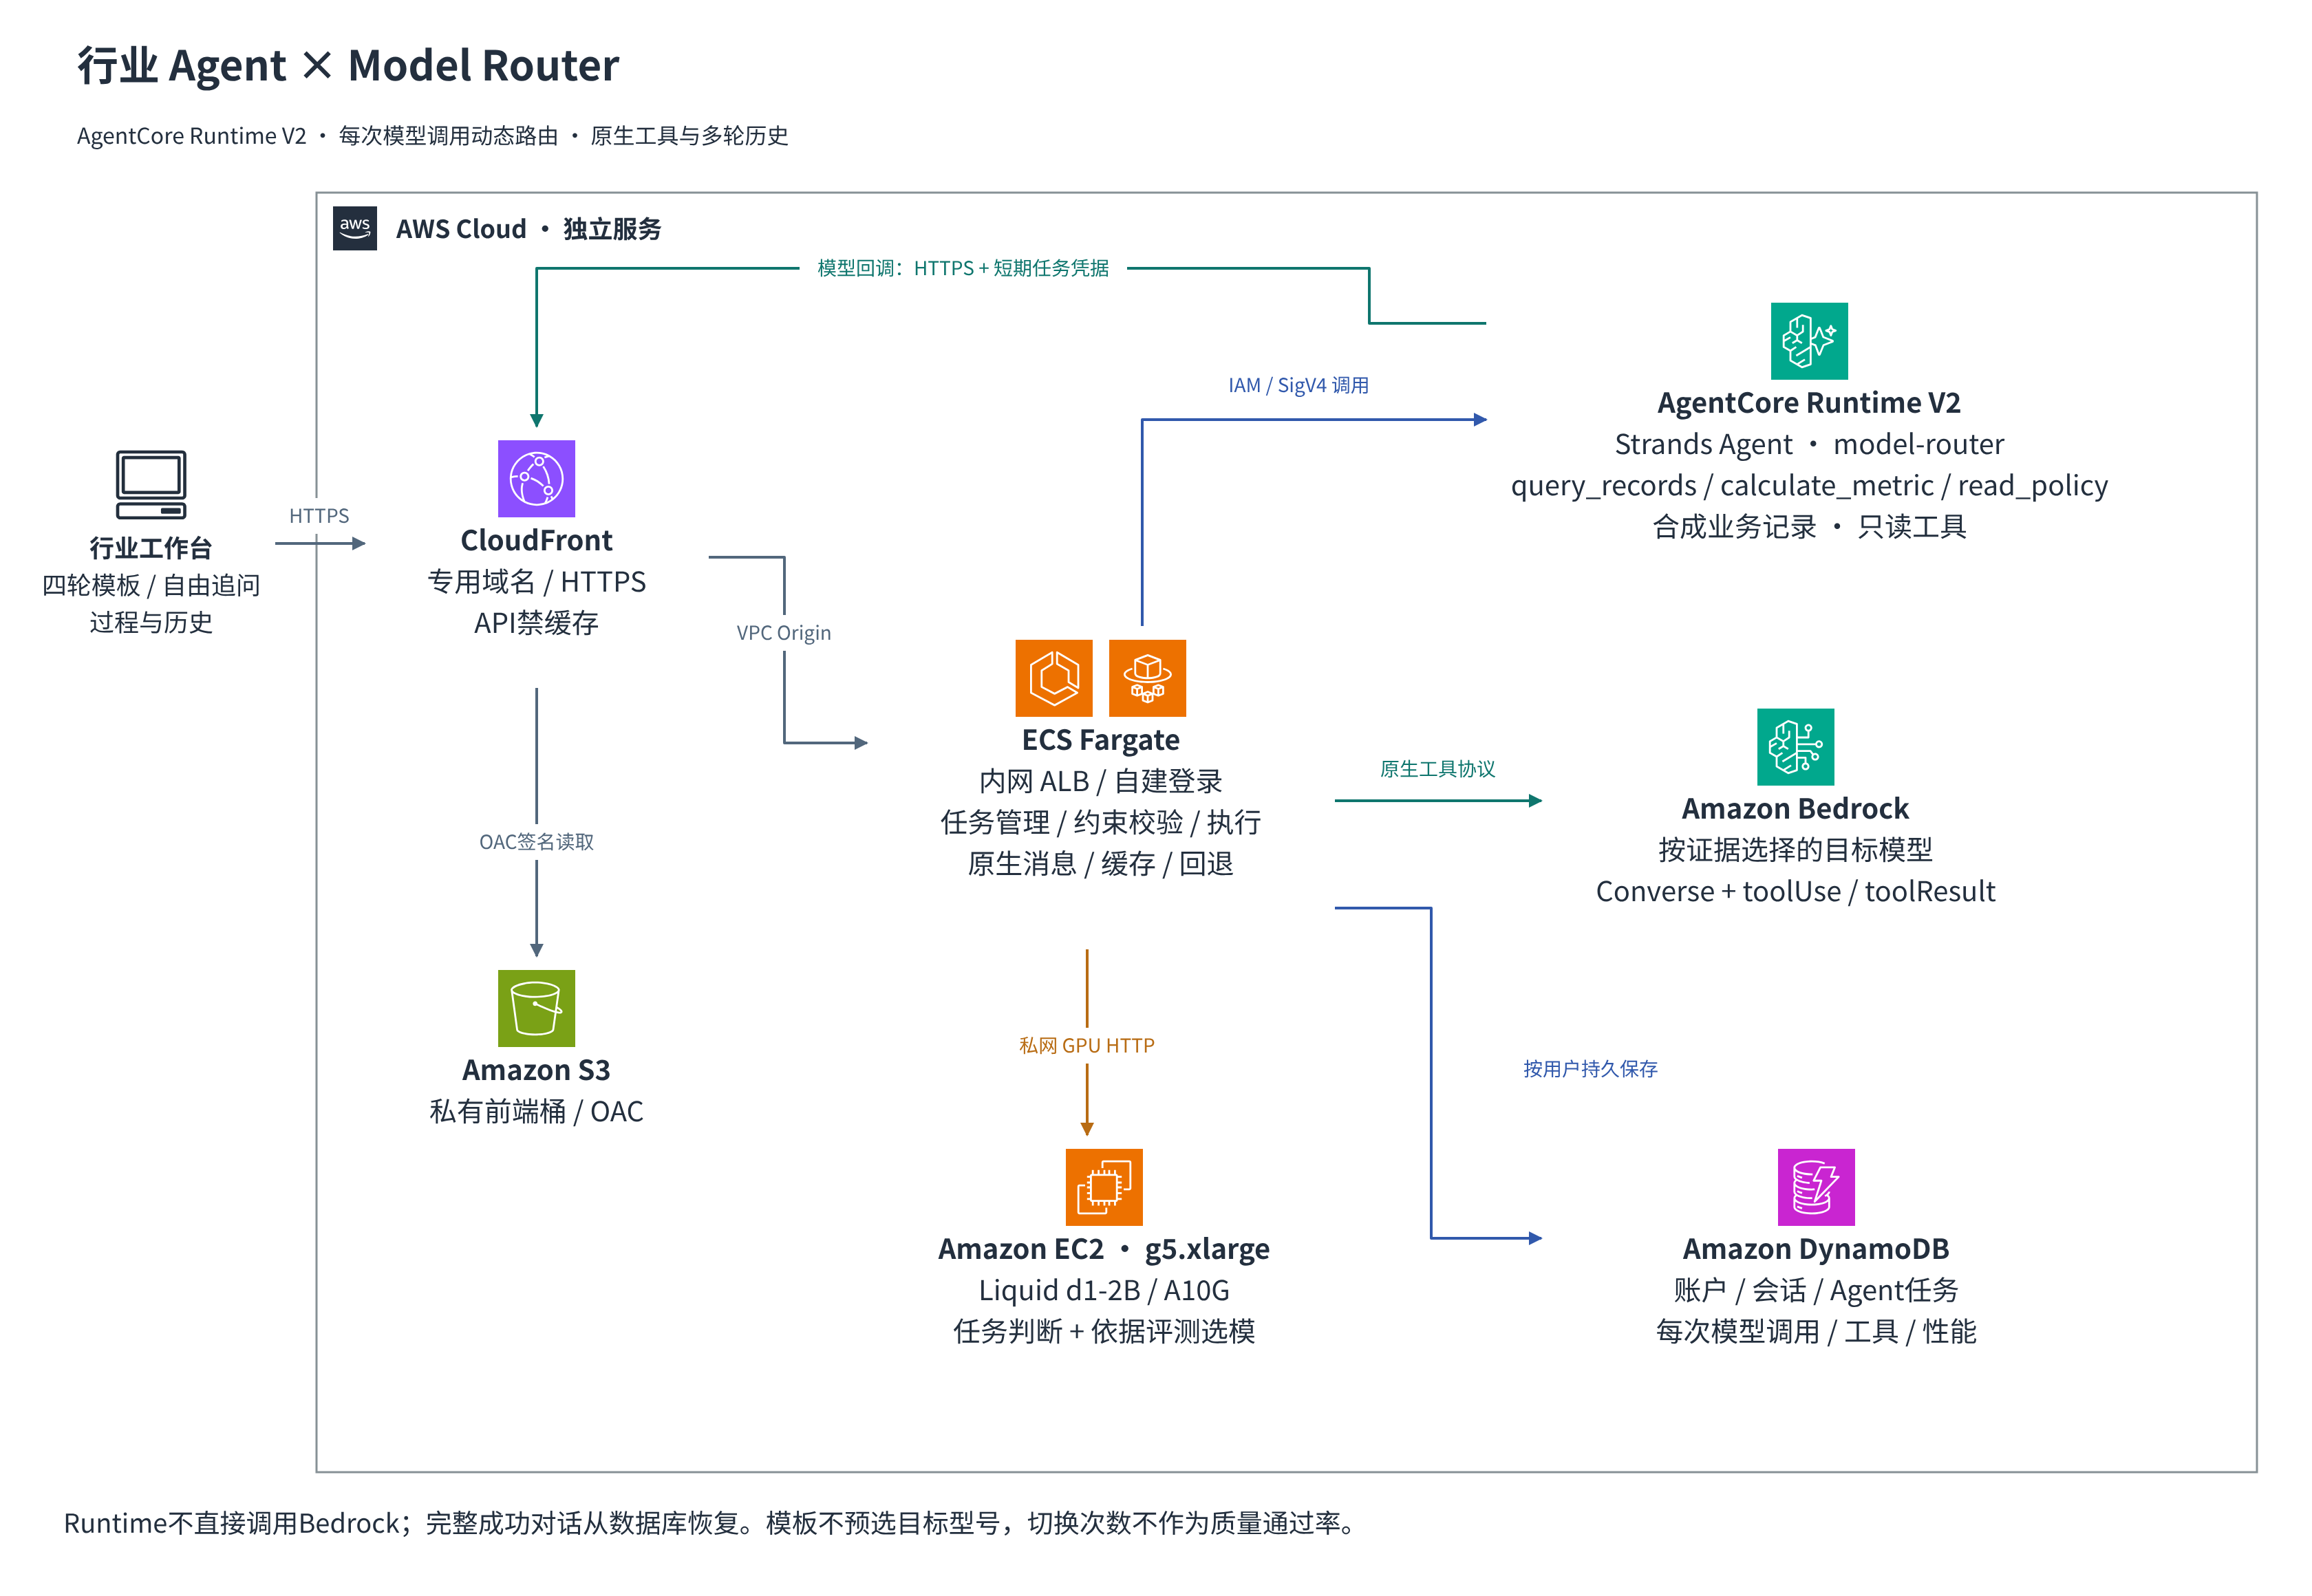 行业 Agent × Model Router
AgentCore Runtime V2 · 每次模型调用动态路由 · 原生工具与多轮历史
aws
AWS Cloud · 独立服务
模型回调：HTTPS + 短期任务凭据
IAM / SigV4 调用
AgentCore Runtime V2
Strands Agent · model-router
query_records / calculate_metric / read_policy
合成业务记录 · 只读工具
HTTPS
行业工作台
四轮模板 / 自由追问
过程与历史
CloudFront
专用域名 / HTTPS
API禁缓存
VPC Origin
ECS Fargate
内网 ALB / 自建登录
任务管理 / 约束校验 / 执行
原生消息 / 缓存 / 回退
原生工具协议
Amazon Bedrock
按证据选择的目标模型
Converse + toolUse / toolResult
OAC签名读取
Amazon S3
私有前端桶 / OAC
私网 GPU HTTP
按用户持久保存
Amazon EC2 · g5.xlarge
Liquid d1-2B / A10G
任务判断 + 依据评测选模
Amazon DynamoDB
账户 / 会话 / Agent任务
每次模型调用 / 工具 / 性能
Runtime不直接调用Bedrock；完整成功对话从数据库恢复。模板不预选目标型号，切换次数不作为质量通过率。